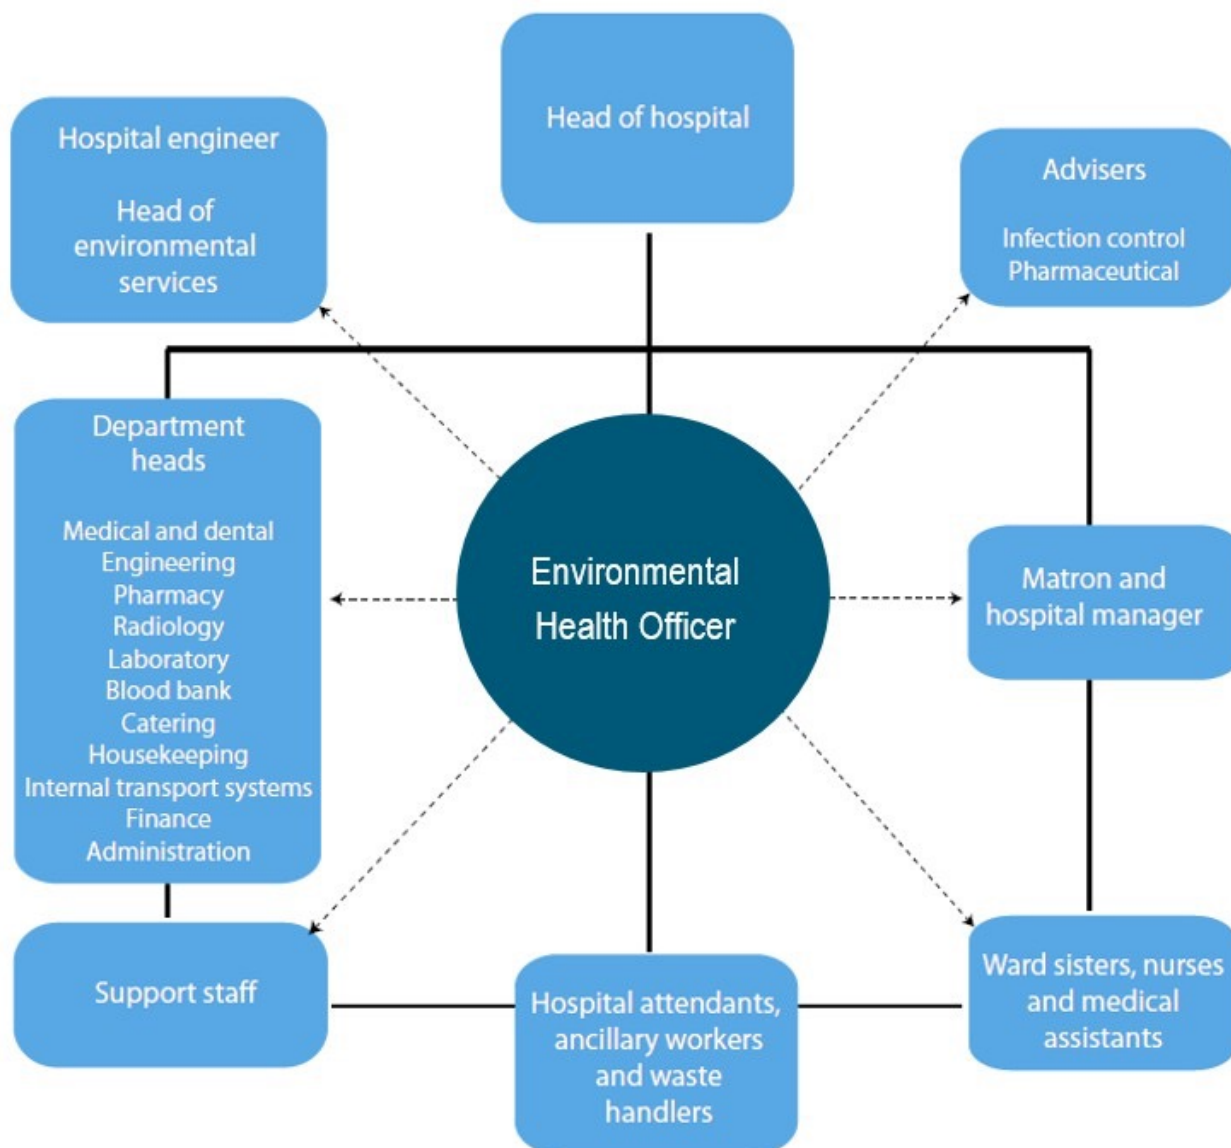 Head of hospital
Hospital engineer
Head of
environmental
services
Advisers
Infection control
Pharmaceutical
Department
heads
Medical and dental
Engineering
Pharmacy
Radiology
Laboratory
Blood bank
Catering
Housekeeping
Internal transport systems
Finance
Administration
Environmental
Health Officer
Matron and
hospital manager
Support staff
Hospital attendants,
ancillary workers
and waste
handlers
Ward sisters, nurses
and medical
assistants